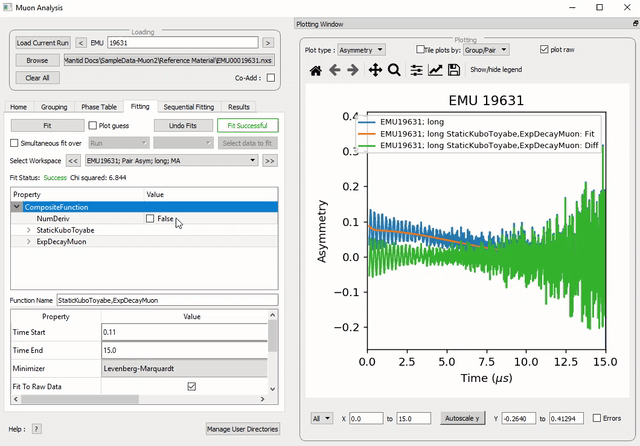 Muon Analysis
Loading
Load Current Run < EMU 19631 >
Browse Mantid Docs\SampleData-Muon2\Reference Material\EMU00019631.nxs
Clear All Co-Add :
Home Grouping Phase Table Fitting Sequential Fitting Results
Fit Plot guess Undo Fits Fit Successful
Simultaneous fit over Run Select data to fit
Select Workspace << EMU19631; Pair Asym; long; MA >>
Fit Status: Success Chi squared: 6.844
Property Value
CompositeFunction
NumDeriv False
StaticKuboToyabe
ExpDecayMuon
Function Name StaticKuboToyabe,ExpDecayMuon
Property Value
Time Start 0.11
Time End 15.0
Minimizer Levenberg-Marquardt
Fit To Raw Data
Help : ? Manage User Directories
Plotting Window
Plotting
Plot type : Asymmetry Tile plots by: Group/Pair plot raw
Show/hide legend
EMU 19631
EMU19631; long
EMU19631; long StaticKuboToyabe,ExpDecayMuon: Fit
EMU19631; long StaticKuboToyabe,ExpDecayMuon: Diff
Asymmetry
0.4
0.3
0.2
0.1
0.0
−0.1
−0.2
0.0 2.5 5.0 7.5 10.0 12.5 15.0
Time (μs)
All X 0.0 to 15.0 Autoscale y Y -0.2640 to 0.41294 Errors